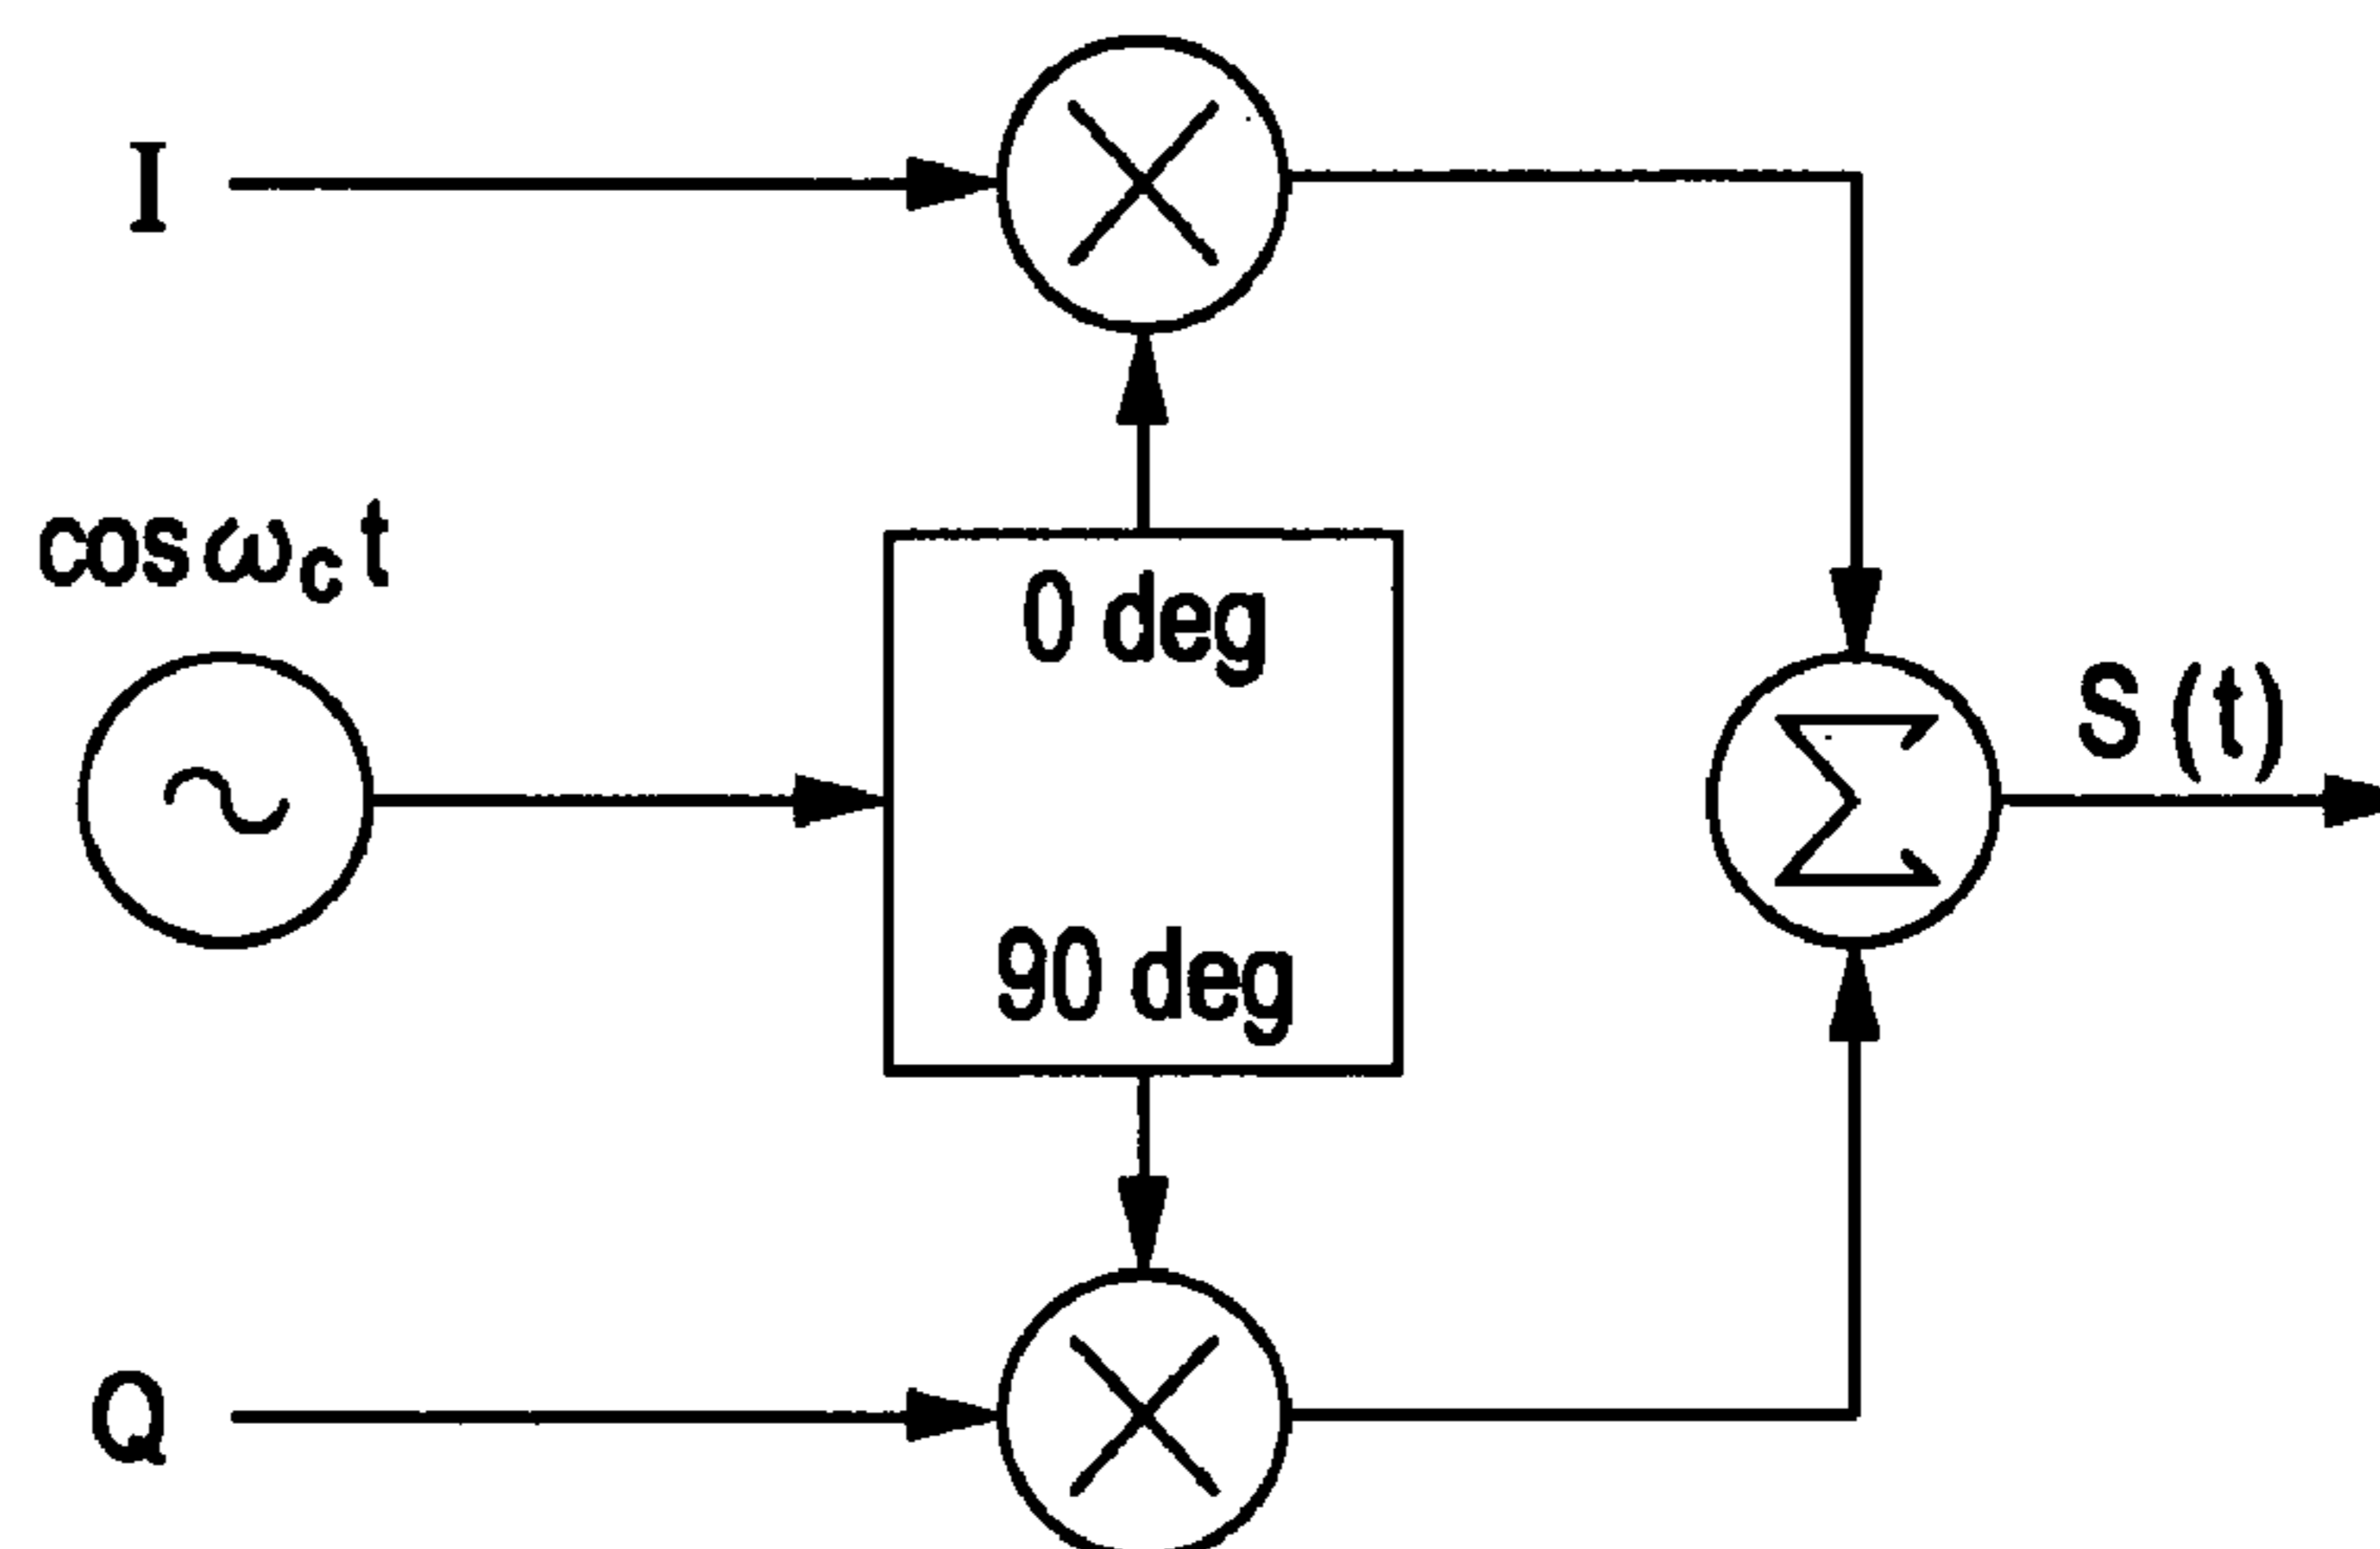 I
cos ω_c t
0 deg
S(t)
90 deg
Q